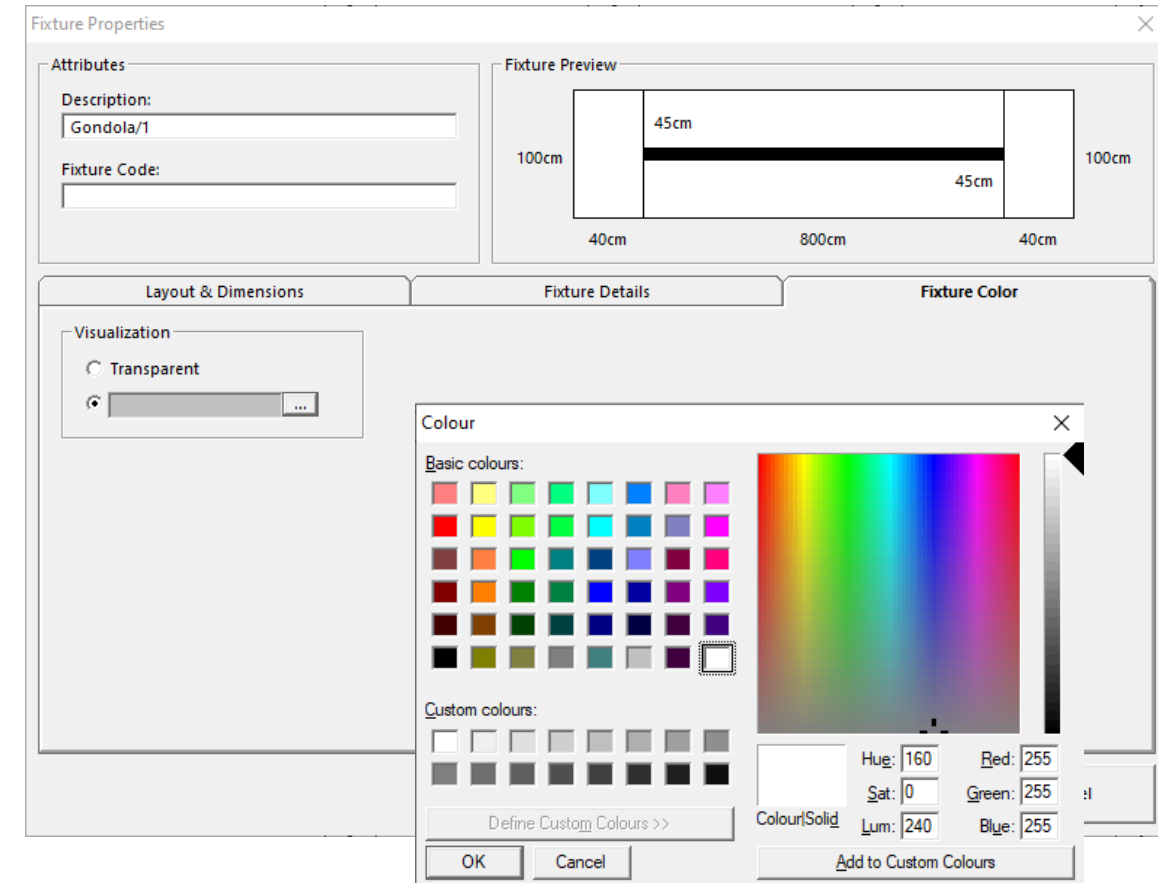 Fixture Properties
Attributes
Description:
Gondola/1
Fixture Code:
Fixture Preview
45cm
100cm
100cm
45cm
40cm
800cm
40cm
Layout & Dimensions
Fixture Details
Fixture Color
Visualization
Transparent
...
Colour
Basic colours:
Custom colours:
Define Custom Colours >>
OK
Cancel
Hue: 160
Red: 255
Sat: 0
Green: 255
Colour|Solid
Lum: 240
Blue: 255
Add to Custom Colours
el